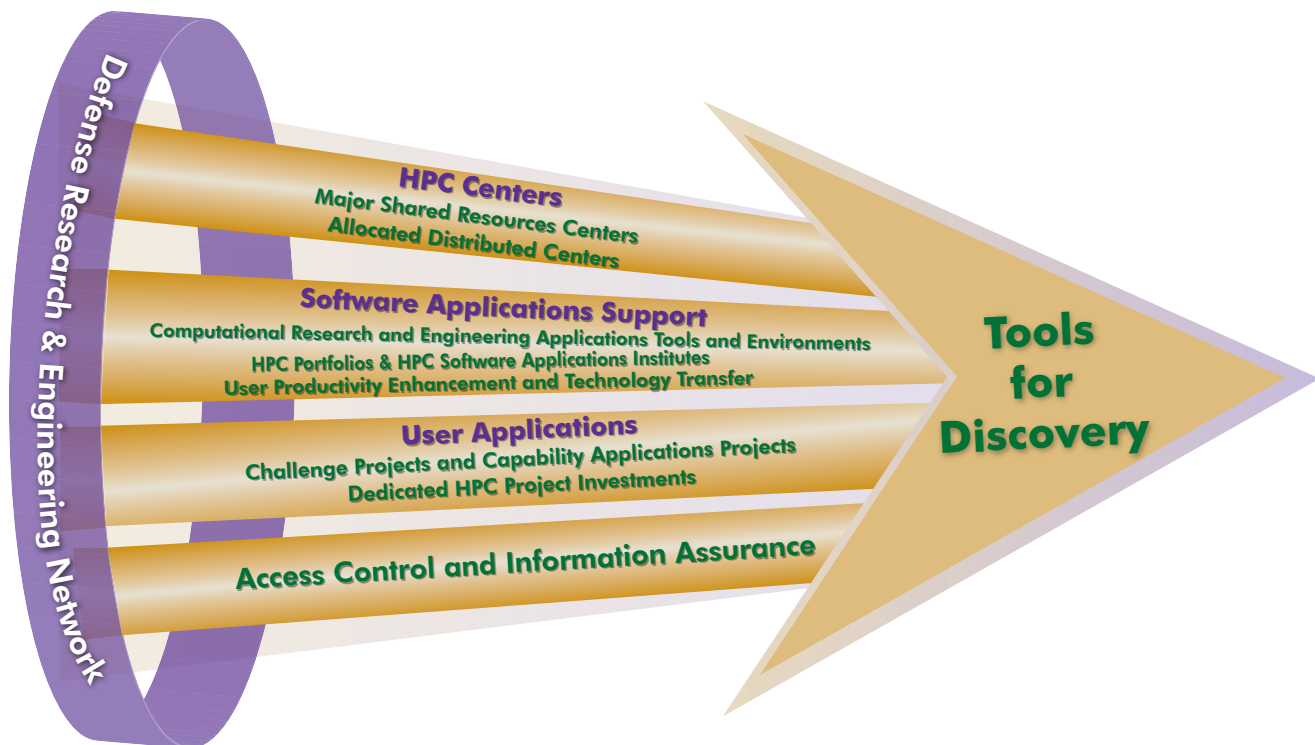 Defense Research & Engineering Network
HPC Centers
Major Shared Resources Centers
Allocated Distributed Centers
Software Applications Support
Computational Research and Engineering Applications Tools and Environments
HPC Portfolios & HPC Software Applications Institutes
User Productivity Enhancement and Technology Transfer
User Applications
Challenge Projects and Capability Applications Projects
Dedicated HPC Project Investments
Access Control and Information Assurance
Tools
for
Discovery